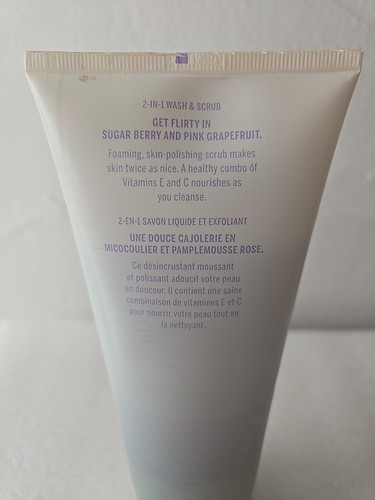 2-IN-1 WASH & SCRUB
GET FLIRTY IN
SUGAR BERRY AND PINK GRAPEFRUIT.
Foaming, skin-polishing scrub makes
skin twice as nice. A healthy combo of
Vitamins E and C nourishes as
you cleanse.
2-EN-1 SAVON LIQUIDE ET EXFOLIANT
UNE DOUCE CAJOLERIE EN
MICOCOULIER ET PAMPLEMOUSSE ROSE.
Ce désincrustant moussant
et polissant adoucit votre peau
en douceur. Il contient une saine
combinaison de vitamines E et C
pour nourrir votre peau tout en
la nettoyant.